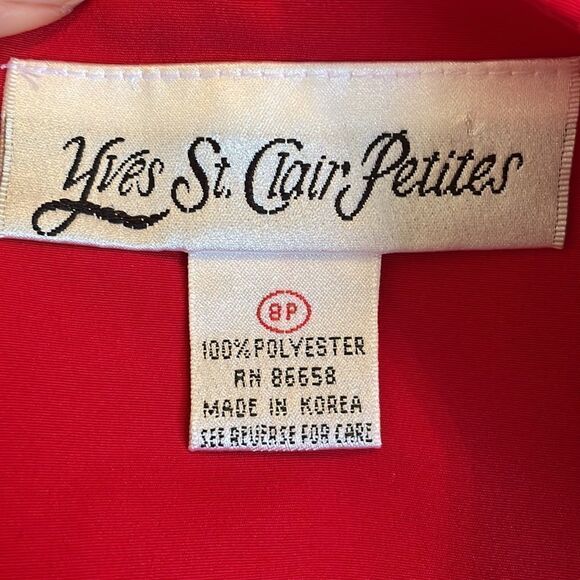 Yves St. Clair Petites
8P
100% POLYESTER
RN 86658
MADE IN KOREA
SEE REVERSE FOR CARE